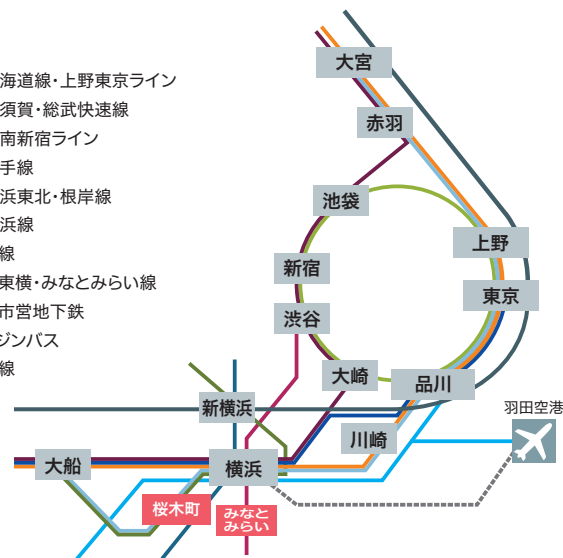 海道線・上野東京ライン
須賀・総武快速線
南新宿ライン
手線
浜東北・根岸線
浜線
線
東横・みなとみらい線
市営地下鉄
ジンバス
線
大宮
赤羽
池袋
上野
新宿
東京
渋谷
大崎
品川
新横浜
羽田空港
川崎
大船
横浜
桜木町
みなと
みらい